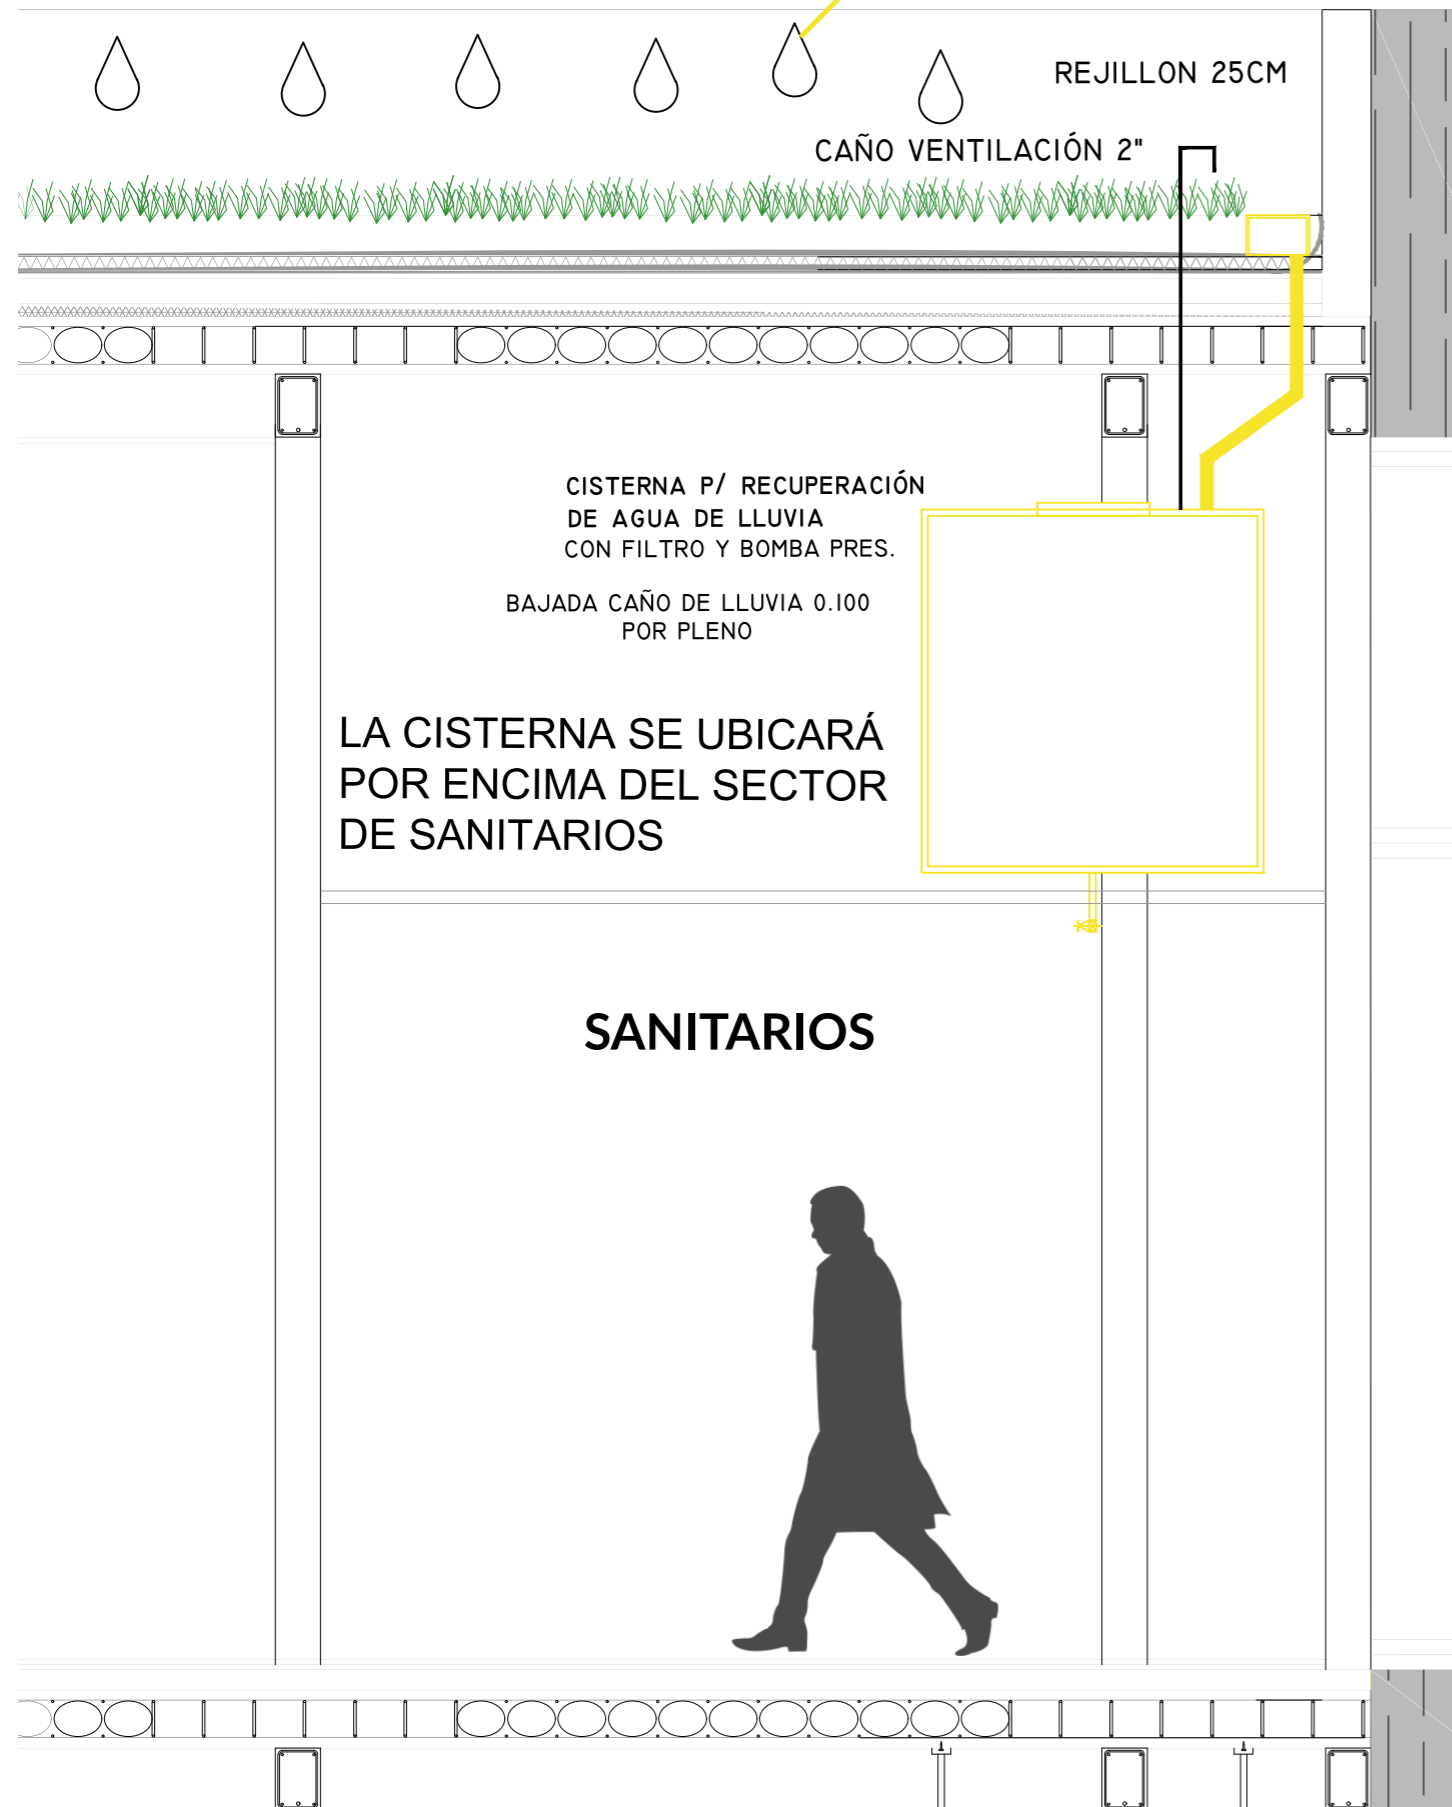 REJILLON 25CM
CAÑO VENTILACIÓN 2"
CISTERNA P/ RECUPERACIÓN
DE AGUA DE LLUVIA
CON FILTRO Y BOMBA PRES.
BAJADA CAÑO DE LLUVIA 0.100
POR PLENO
LA CISTERNA SE UBICARÁ
POR ENCIMA DEL SECTOR
DE SANITARIOS
SANITARIOS